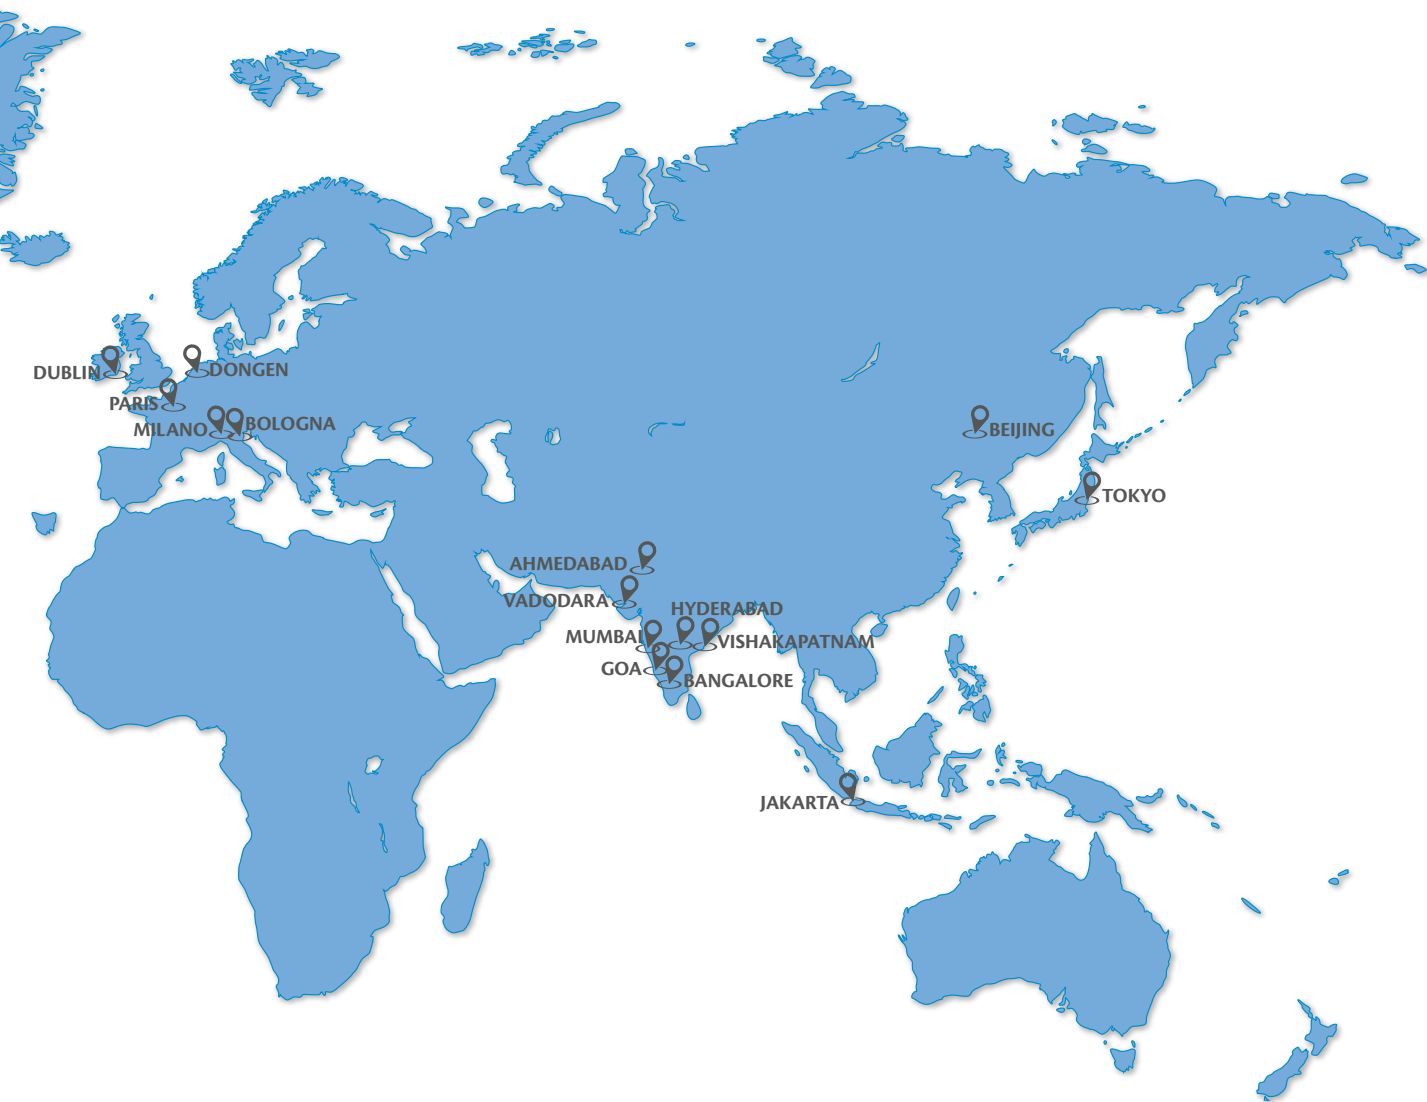 DUBLIN
DONGEN
PARIS
MILANO
BOLOGNA
BEIJING
TOKYO
AHMEDABAD
VADODARA
HYDERABAD
MUMBAI
VISHAKAPATNAM
GOA
BANGALORE
JAKARTA